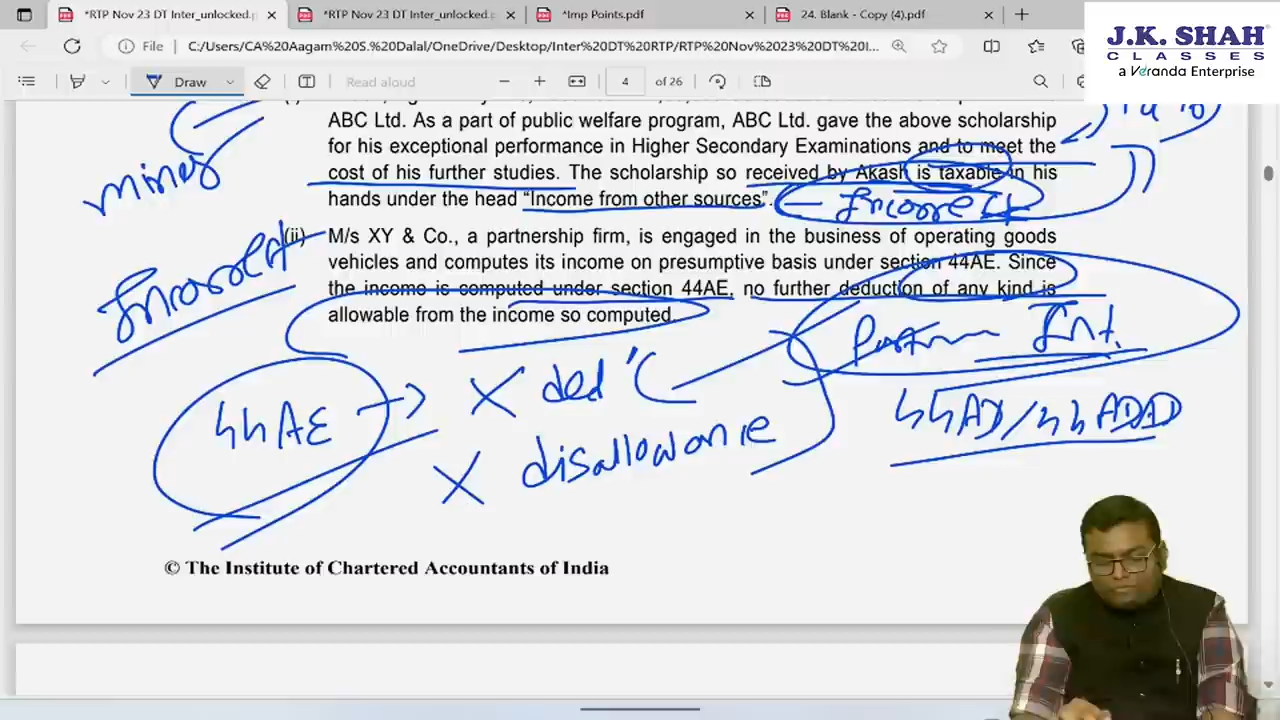 *RTP Nov 23 DT Inter_unlocked.p
*RTP Nov 23 DT Inter_unlocked.p
*Imp Points.pdf
24. Blank - Copy (4).pdf
File
C:/Users/CA%20Aagam%20S.%20Dalal/OneDrive/Desktop/Inter%20DT%20RTP/RTP%20Nov%202023%20DT%20I...
J.K. SHAH
CLASSES
a Veranda Enterprise
Draw
Read aloud
4
of 26
ABC Ltd. As a part of public welfare program, ABC Ltd. gave the above scholarship
for his exceptional performance in Higher Secondary Examinations and to meet the
cost of his further studies. The scholarship so received by Akash is taxable in his
hands under the head "Income from other sources".
Incorrect
Minor
(ii) M/s XY & Co., a partnership firm, is engaged in the business of operating goods
vehicles and computes its income on presumptive basis under section 44AE. Since
the income is computed under section 44AE, no further deduction of any kind is
allowable from the income so computed.
Incorrect
Int.
44AE → X ded
X disallowance
44AD/44ADA
© The Institute of Chartered Accountants of India